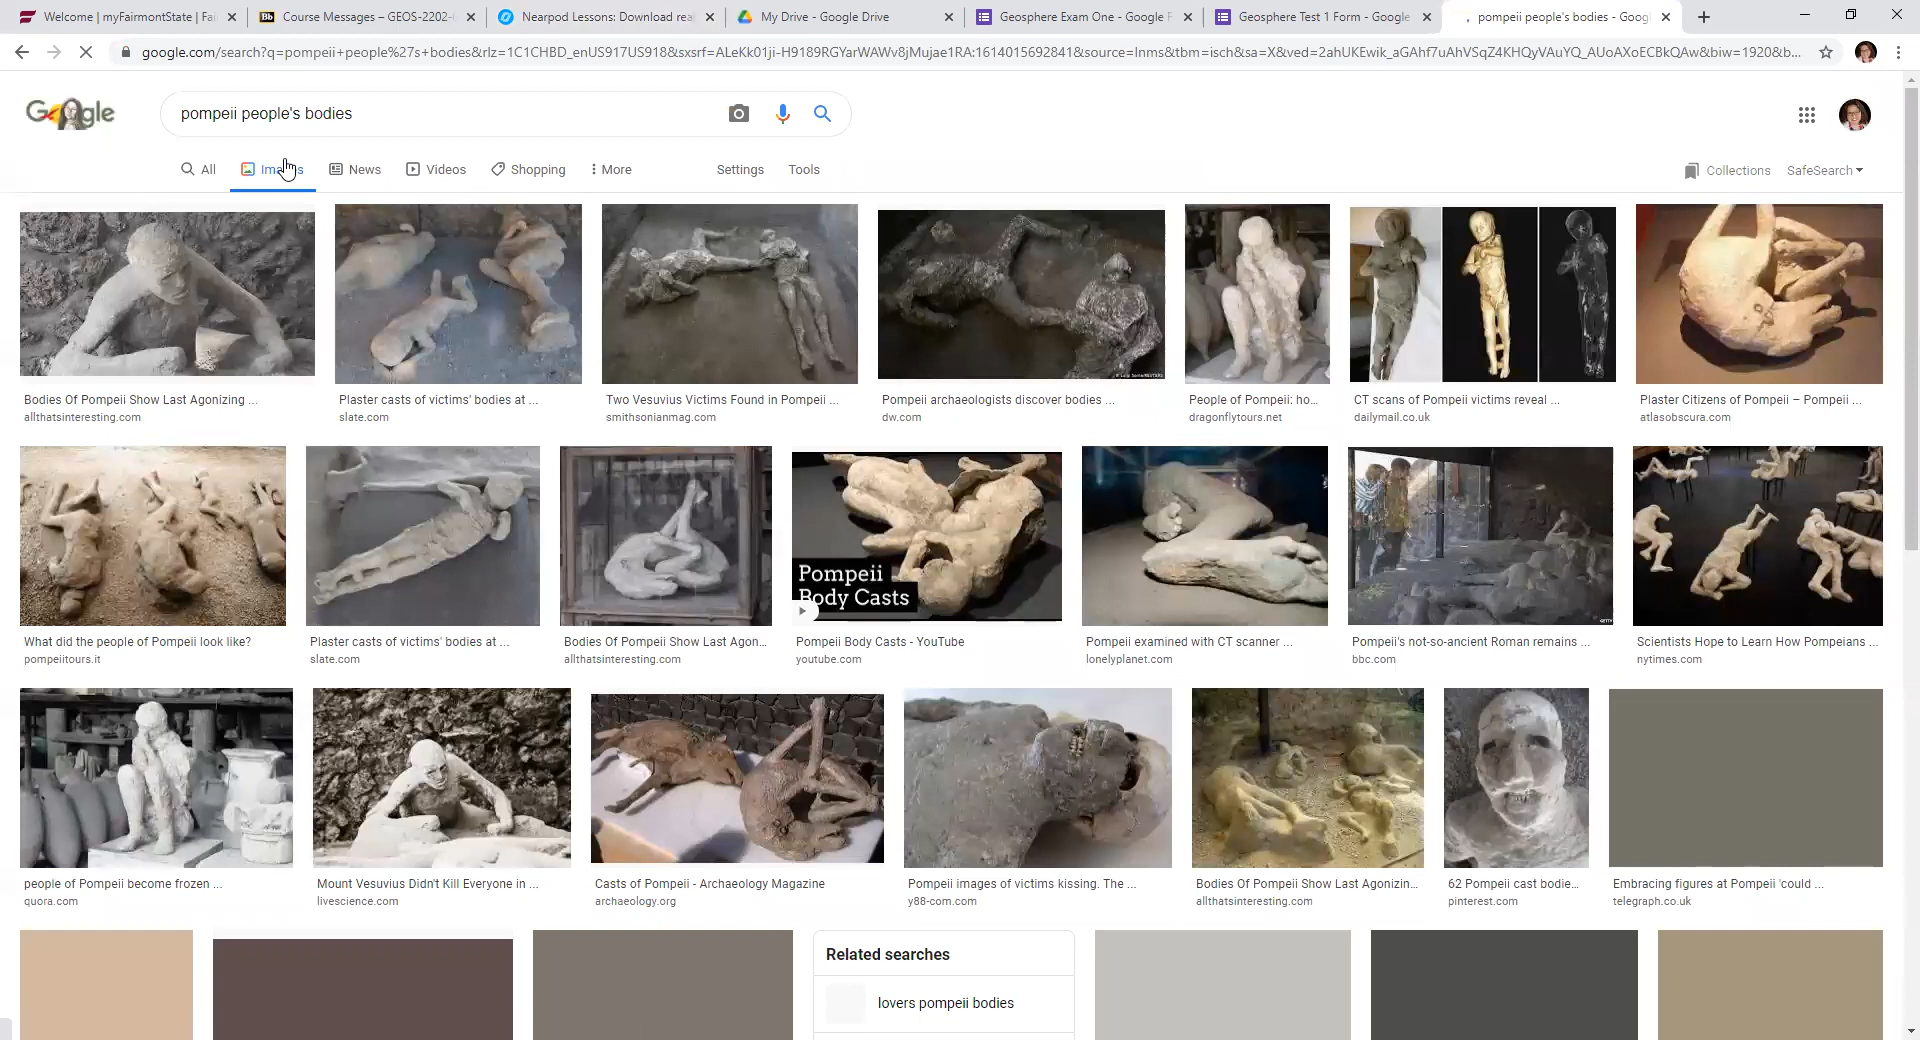 Welcome | myFairmontState | Fai
Bb Course Messages – GEOS-2202-
Nearpod Lessons: Download rea
My Drive - Google Drive
Geosphere Exam One - Google F
Geosphere Test 1 Form - Google
pompeii people's bodies - Goog
google.com/search?q=pompeii+people%27s+bodies&rlz=1C1CHBD_enUS917US918&sxsrf=ALeKk01ji-H9189RGYarWAWv8jMujae1RA:1614015692841&source=lnms&tbm=isch&sa=X&ved=2ahUKEwik_aGAhf7uAhVSqZ4KHQyVAuYQ_AUoAXoECBkQAw&biw=1920&b...
Google
pompeii people's bodies
All
Images
News
Videos
Shopping
More
Settings
Tools
Collections
SafeSearch
Bodies Of Pompeii Show Last Agonizing ...
allthatsinteresting.com
Plaster casts of victims' bodies at ...
slate.com
Two Vesuvius Victims Found in Pompeii ...
smithsonianmag.com
Pompeii archaeologists discover bodies ...
dw.com
People of Pompeii: ho...
dragonflytours.net
CT scans of Pompeii victims reveal ...
dailymail.co.uk
Plaster Citizens of Pompeii – Pompeii ...
atlasobscura.com
What did the people of Pompeii look like?
pompeiitours.it
Plaster casts of victims' bodies at ...
slate.com
Bodies Of Pompeii Show Last Agon...
allthatsinteresting.com
Pompeii
Body Casts
Pompeii Body Casts - YouTube
youtube.com
Pompeii examined with CT scanner ...
lonelyplanet.com
GETTY
Pompeii's not-so-ancient Roman remains ...
bbc.com
Scientists Hope to Learn How Pompeians ...
nytimes.com
people of Pompeii become frozen ...
quora.com
Mount Vesuvius Didn't Kill Everyone in ...
livescience.com
Casts of Pompeii - Archaeology Magazine
archaeology.org
Pompeii images of victims kissing. The ...
y88-com.com
Bodies Of Pompeii Show Last Agonizin...
allthatsinteresting.com
62 Pompeii cast bodie...
pinterest.com
Embracing figures at Pompeii 'could ...
telegraph.co.uk
Related searches
lovers pompeii bodies